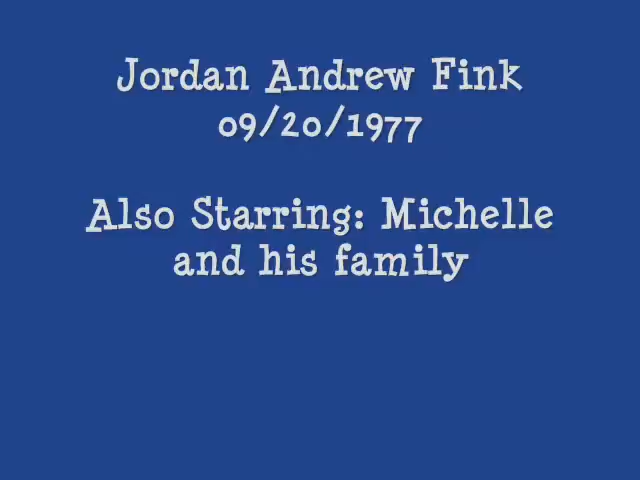 Jordan Andrew Fink
09/20/1977
Also Starring: Michelle
and his family